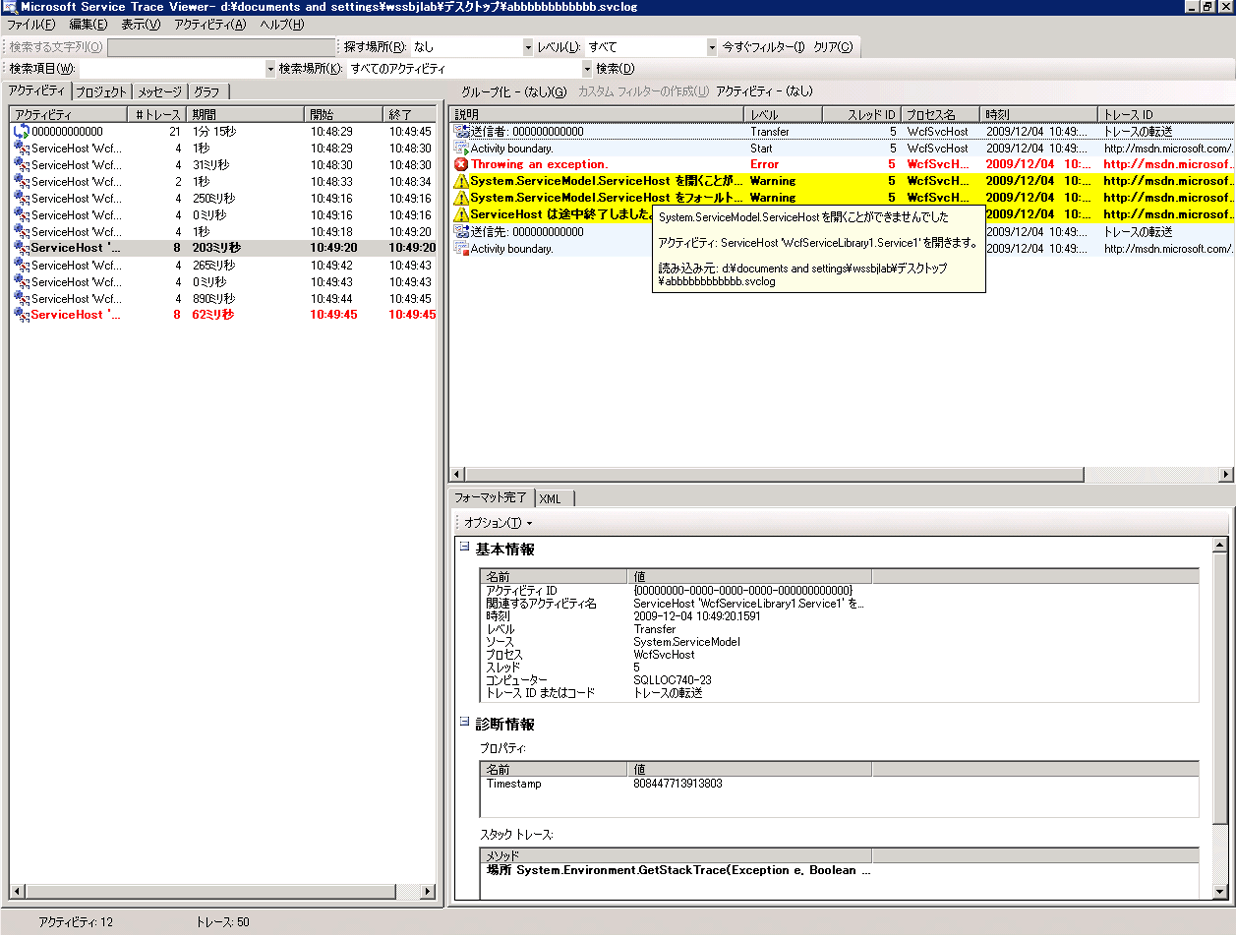 Microsoft Service Trace Viewer- d:¥documents and settings¥wssbjlab¥デスクトップ¥abbbbbbbbbbbb.svclog
ファイル(F) 編集(E) 表示(V) アクティビティ(A) ヘルプ(H)
検索する文字列(O) 探す場所(R): なし レベル(L): すべて 今すぐフィルター(I) クリア(C)
検索項目(W): 検索場所(K): すべてのアクティビティ 検索(D)
アクティビティ プロジェクト メッセージ グラフ
アクティビティ #トレース 期間 開始 終了
000000000000 21 1分 15秒 10:48:29 10:49:45
ServiceHost 'Wcf... 4 1秒 10:48:29 10:48:30
ServiceHost 'Wcf... 4 31ミリ秒 10:48:30 10:48:30
ServiceHost 'Wcf... 2 1秒 10:48:33 10:48:34
ServiceHost 'Wcf... 4 250ミリ秒 10:49:16 10:49:16
ServiceHost 'Wcf... 4 0ミリ秒 10:49:16 10:49:16
ServiceHost 'Wcf... 4 1秒 10:49:18 10:49:20
ServiceHost '... 8 203ミリ秒 10:49:20 10:49:20
ServiceHost 'Wcf... 4 265ミリ秒 10:49:42 10:49:43
ServiceHost 'Wcf... 4 0ミリ秒 10:49:43 10:49:43
ServiceHost 'Wcf... 4 890ミリ秒 10:49:44 10:49:45
ServiceHost '... 8 62ミリ秒 10:49:45 10:49:45
グループ化 - (なし)(G) カスタム フィルターの作成(U) アクティビティ - (なし)
説明 レベル スレッド ID プロセス名 時刻 トレース ID
送信者: 000000000000 Transfer 5 WcfSvcHost 2009/12/04 10:49:... トレースの転送
Activity boundary. Start 5 WcfSvcHost 2009/12/04 10:49:... http://msdn.microsoft.com/.
Throwing an exception. Error 5 WcfSvcH... 2009/12/04 10:... http://msdn.microsof...
System.ServiceModel.ServiceHost を開くことが... Warning 5 WcfSvcH... 2009/12/04 10:... http://msdn.microsof...
System.ServiceModel.ServiceHost をフォールト... Warning 5 WcfSvcH... 2009/12/04 10:... http://msdn.microsof...
ServiceHost は途中終了しました。 2009/12/04 10:... http://msdn.microsof...
送信先: 000000000000 2009/12/04 10:49:... トレースの転送
Activity boundary. 2009/12/04 10:49:... http://msdn.microsoft.com/.
System.ServiceModel.ServiceHost を開くことができませんでした
アクティビティ: ServiceHost 'WcfServiceLibrary1.Service1' を開きます。
読み込み元: d:¥documents and settings¥wssbjlab¥デスクトップ
¥abbbbbbbbbbbb.svclog
フォーマット完了 XML
オプション(T)
基本情報
名前 値
アクティビティ ID {00000000-0000-0000-0000-000000000000}
関連するアクティビティ名 ServiceHost 'WcfServiceLibrary1.Service1' を...
時刻 2009-12-04 10:49:20.1591
レベル Transfer
ソース System.ServiceModel
プロセス WcfSvcHost
スレッド 5
コンピューター SQLLOC740-23
トレース ID またはコード トレースの転送
診断情報
プロパティ:
名前 値
Timestamp 808447713913803
スタック トレース:
メソッド
場所 System.Environment.GetStackTrace(Exception e, Boolean ...
アクティビティ: 12 トレース: 50